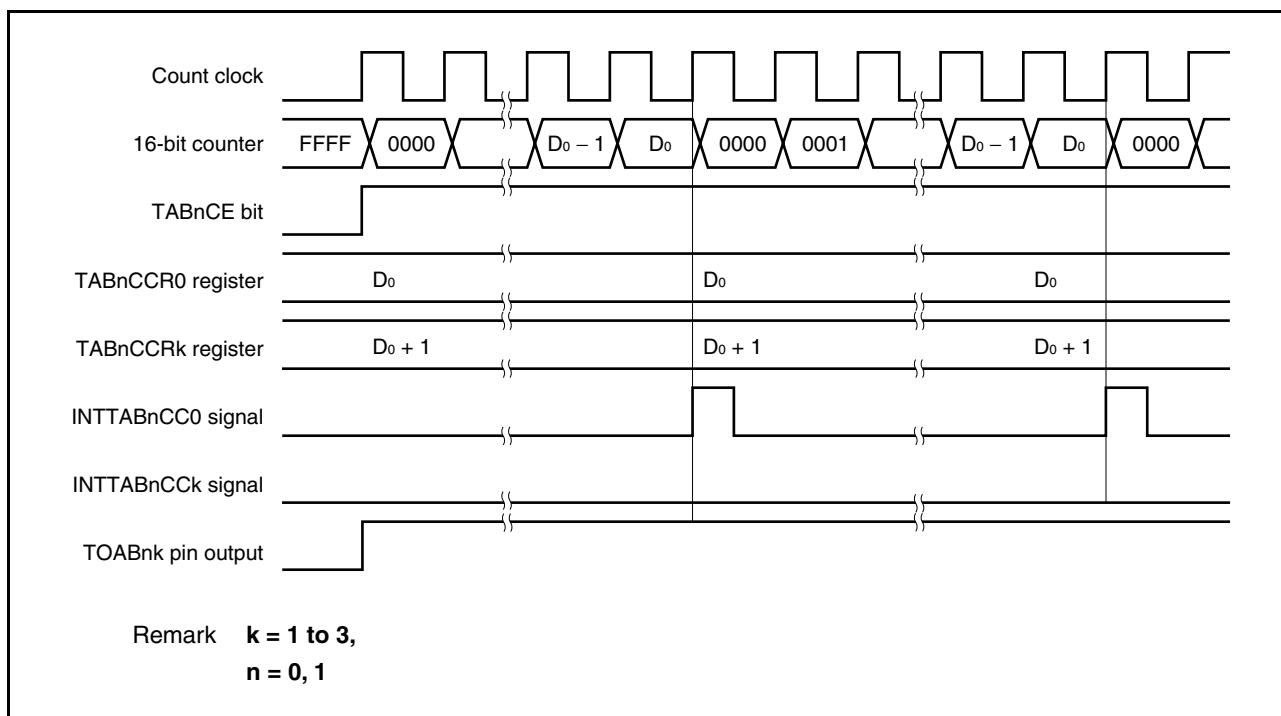 Count clock
16-bit counter FFFF 0000 D₀ − 1 D₀ 0000 0001 D₀ − 1 D₀ 0000
TABnCE bit
TABnCCR0 register D₀ D₀ D₀
TABnCCRk register D₀ + 1 D₀ + 1 D₀ + 1
INTTABnCC0 signal
INTTABnCCk signal
TOABnk pin output
Remark k = 1 to 3,
n = 0, 1